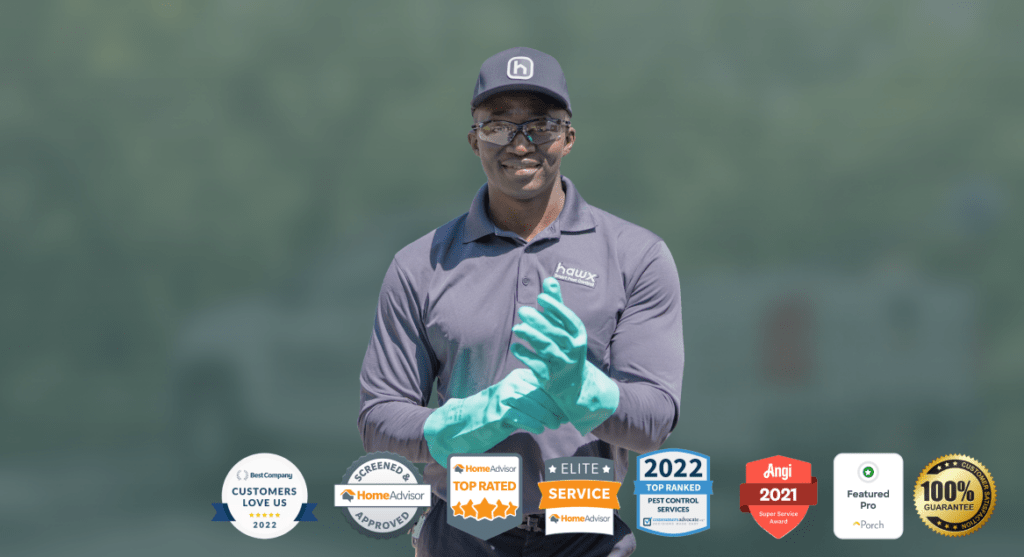 h
hawx
Best Company
CUSTOMERS
LOVE US
2022
SCREENED &
HomeAdvisor
APPROVED
HomeAdvisor
TOP RATED
ELITE
SERVICE
HomeAdvisor
2022
TOP RANKED
PEST CONTROL
SERVICES
consumersadvocate
Angi
2021
Super Service
Award
Featured
Pro
Porch
CUSTOMER
100%
GUARANTEE
SATISFACTION